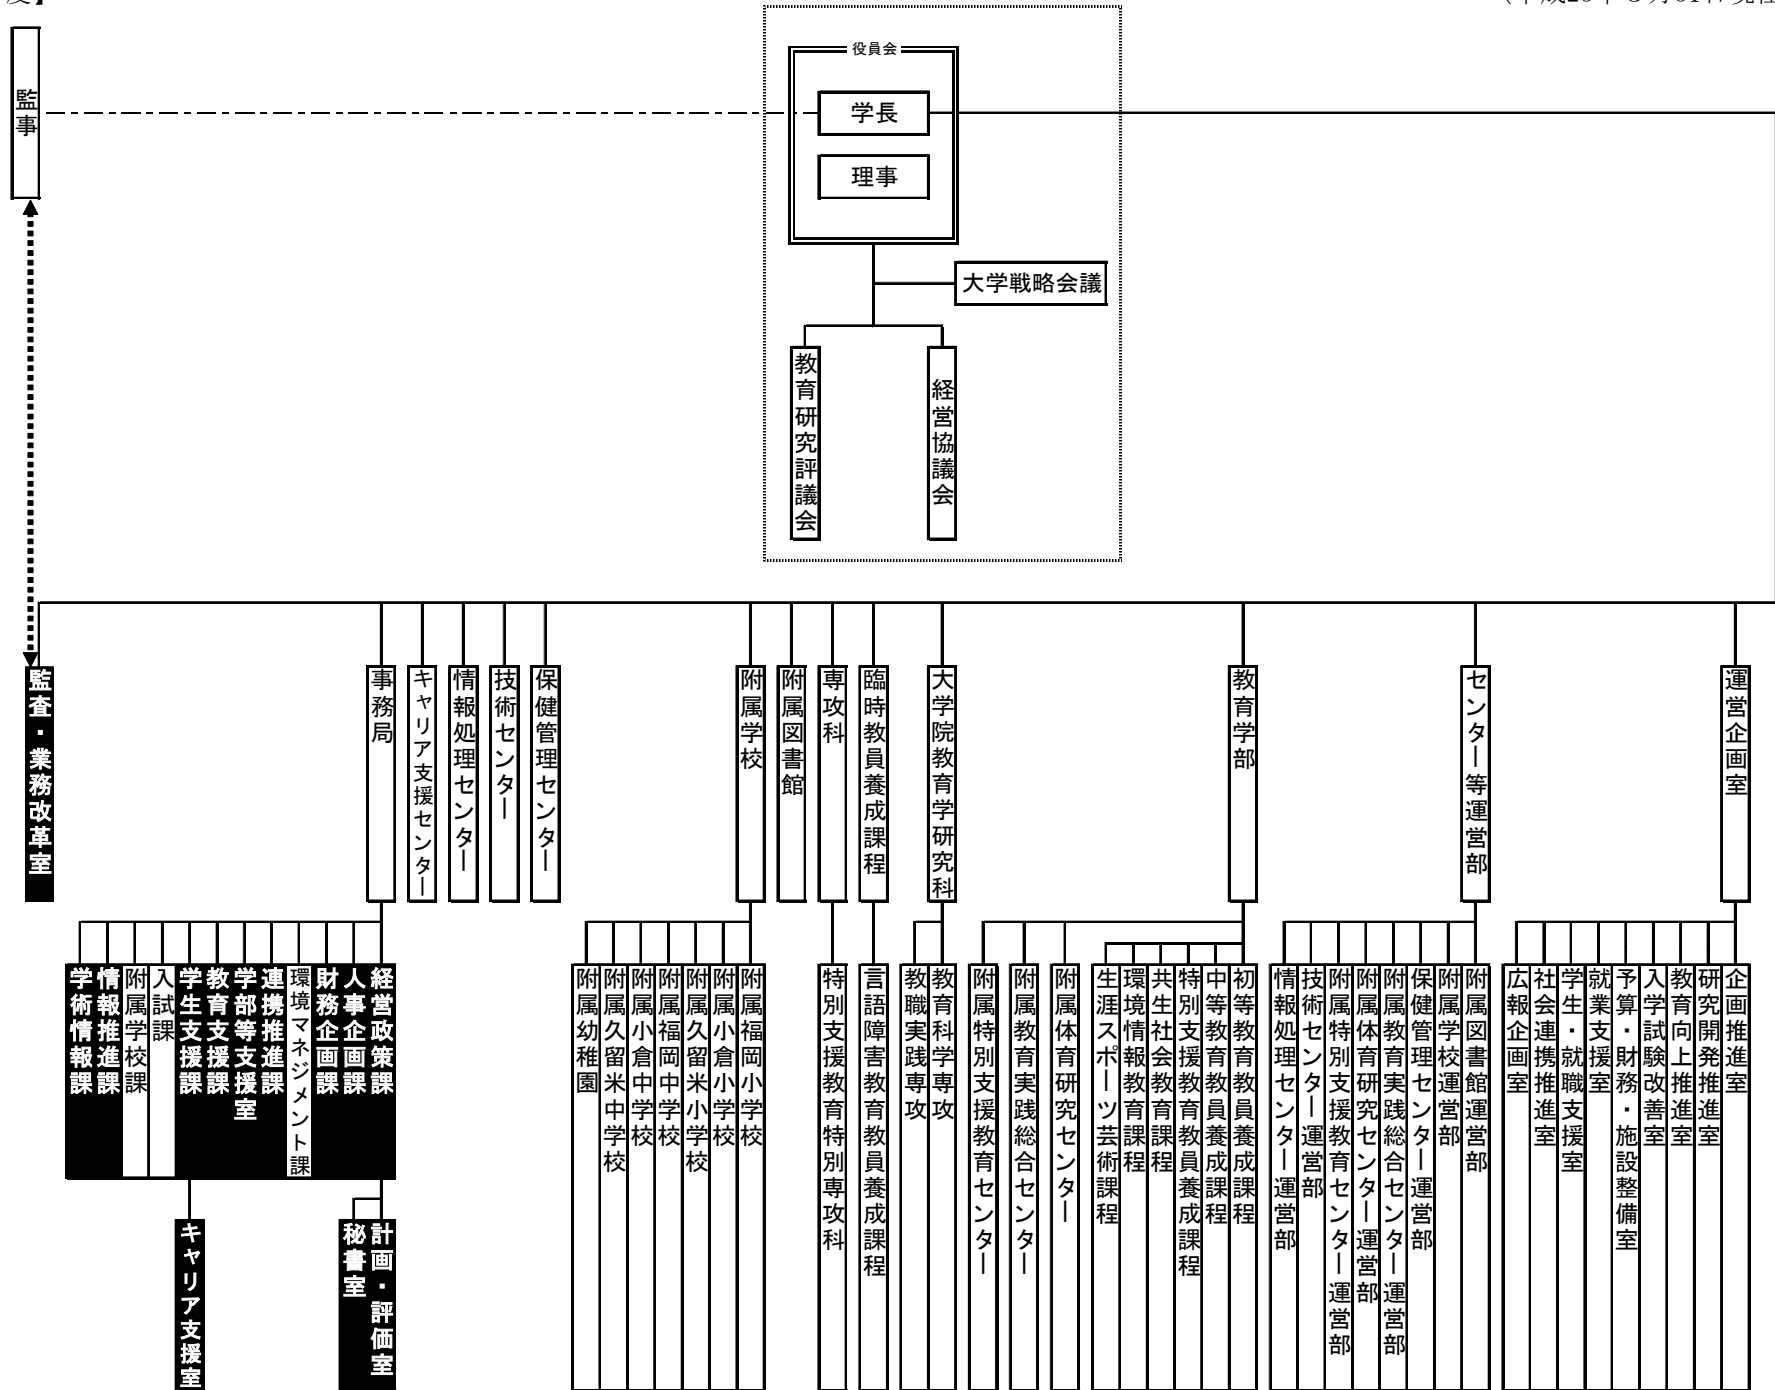 度】
役員会
監事
学長
理事
大学戦略会議
教育研究評議会
経営協議会
監査・業務改革室
事務局
キャリア支援センター
情報処理センター
技術センター
保健管理センター
附属学校
附属図書館
専攻科
臨時教員養成課程
大学院教育学研究科
教育学部
センター等運営部
運営企画室
学術情報課
情報推進課
附属学校課
入試課
学生支援課
教育支援課
学部等支援室
連携推進課
環境マネジメント課
財務企画課
人事企画課
経営政策課
キャリア支援室
秘書室
計画・評価室
附属幼稚園
附属久留米中学校
附属小倉中学校
附属福岡中学校
附属久留米小学校
附属小倉小学校
附属福岡小学校
特別支援教育特別専攻科
言語障害教育教員養成課程
教職実践専攻
教育科学専攻
附属特別支援教育センター
附属教育実践総合センター
附属体育研究センター
生涯スポーツ芸術課程
環境情報教育課程
共生社会教育課程
特別支援教育教員養成課程
中等教育教員養成課程
初等教育教員養成課程
情報処理センター運営部
技術センター運営部
附属特別支援教育センター運営部
附属体育研究センター運営部
附属教育実践総合センター運営部
保健管理センター運営部
附属学校運営部
附属図書館運営部
広報企画室
社会連携推進室
学生・就職支援室
就業支援室
予算・財務・施設整備室
入学試験改善室
教育向上推進室
研究開発推進室
企画推進室